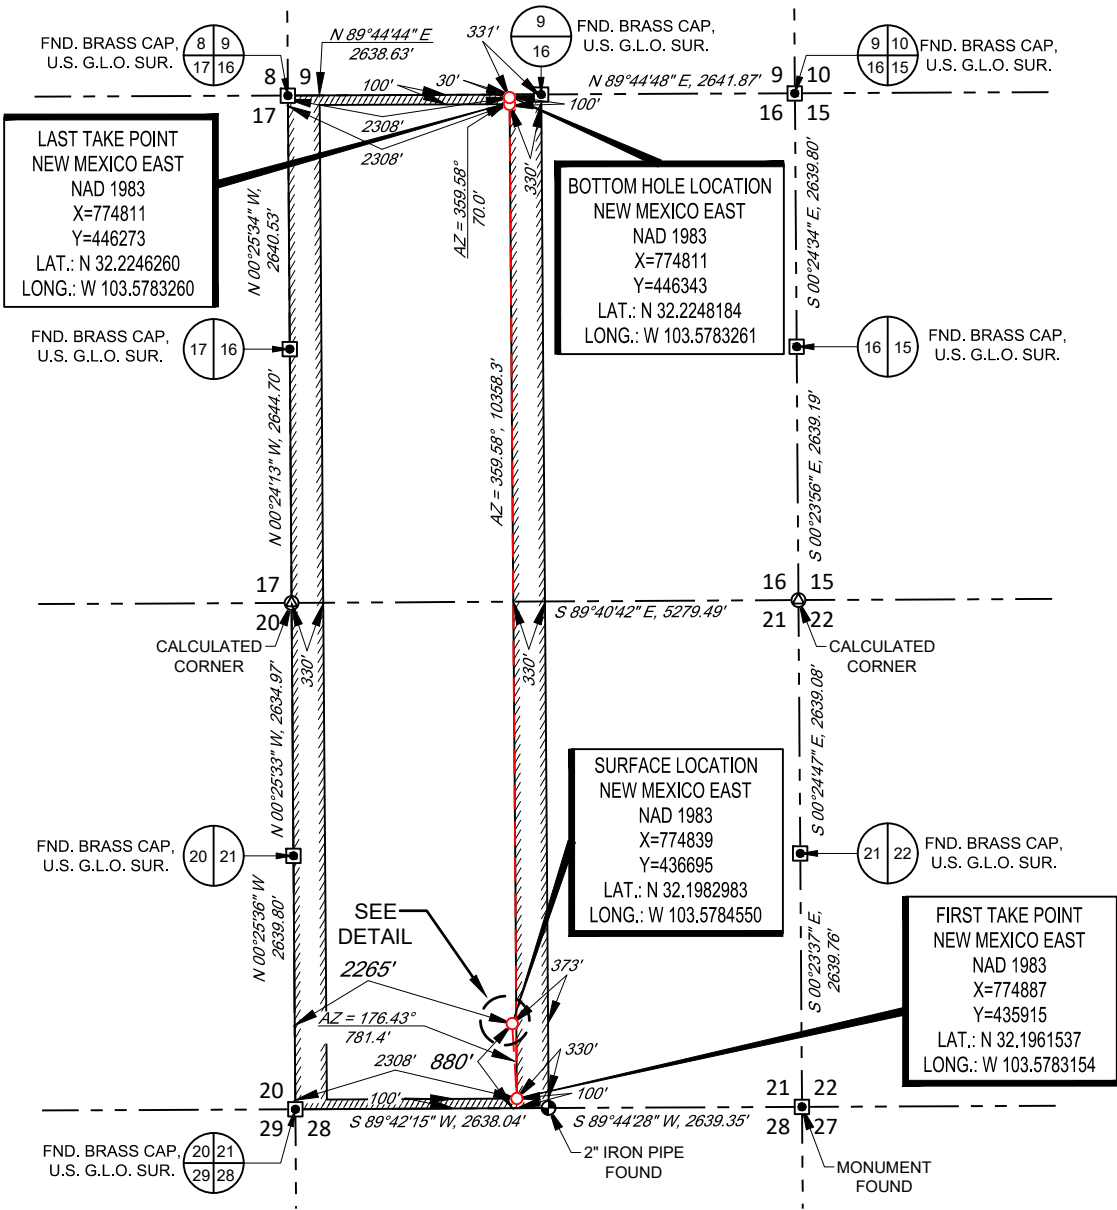 FND. BRASS CAP,
U.S. G.L.O. SUR.
8 9
17 16
N 89°44'44" E
2638.63'
331'
9
16
FND. BRASS CAP,
U.S. G.L.O. SUR.
9 10
16 15
FND. BRASS CAP,
U.S. G.L.O. SUR.
8 9
17
100'
30'
N 89°44'48" E, 2641.87'
9 10
16 15
100'
2308'
2308'
LAST TAKE POINT
NEW MEXICO EAST
NAD 1983
X=774811
Y=446273
LAT.: N 32.2246260
LONG.: W 103.5783260
N 00°25'34" W,
2640.53'
AZ = 359.58°
70.0'
330'
BOTTOM HOLE LOCATION
NEW MEXICO EAST
NAD 1983
X=774811
Y=446343
LAT.: N 32.2248184
LONG.: W 103.5783261
S 00°24'34" E, 2639.80'
FND. BRASS CAP,
U.S. G.L.O. SUR.
17 16
16 15
FND. BRASS CAP,
U.S. G.L.O. SUR.
N 00°24'13" W, 2644.70'
AZ = 359.58°, 10358.3'
S 00°23'56" E, 2639.19'
17
20
16 15
21 22
S 89°40'42" E, 5279.49'
CALCULATED
CORNER
330'
330'
CALCULATED
CORNER
N 00°25'33" W, 2634.97'
S 00°24'47" E, 2639.08'
SURFACE LOCATION
NEW MEXICO EAST
NAD 1983
X=774839
Y=436695
LAT.: N 32.1982983
LONG.: W 103.5784550
FND. BRASS CAP,
U.S. G.L.O. SUR.
20 21
21 22
FND. BRASS CAP,
U.S. G.L.O. SUR.
N 00°25'36" W
2639.80'
SEE
DETAIL
2265'
373'
S 00°23'37" E,
2639.76'
FIRST TAKE POINT
NEW MEXICO EAST
NAD 1983
X=774887
Y=435915
LAT.: N 32.1961537
LONG.: W 103.5783154
AZ = 176.43°
781.4'
880'
2308'
330'
100'
100'
20
29 28
21 22
28 27
S 89°42'15" W, 2638.04'
S 89°44'28" W, 2639.35'
FND. BRASS CAP,
U.S. G.L.O. SUR.
20 21
29 28
2" IRON PIPE
FOUND
MONUMENT
FOUND